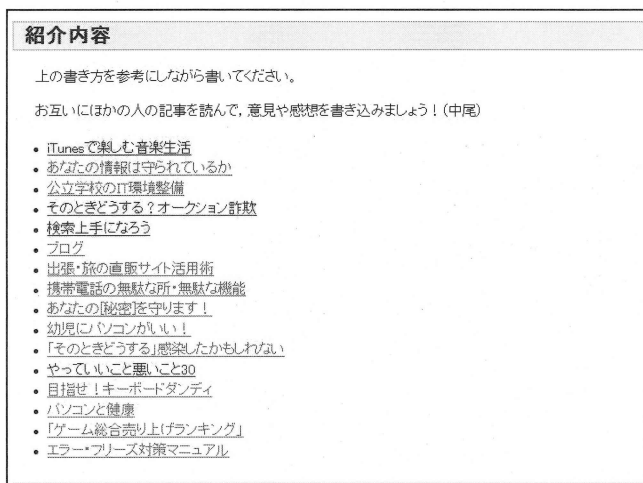 紹介内容
上の書き方を参考にしながら書いてください。
お互いにほかの人の記事を読んで,意見や感想を書き込みましょう!(中尾)
• iTunesで楽しむ音楽生活
• あなたの情報は守られているか
• 公立学校のIT環境整備
• そのときどうする?オークション詐欺
• 検索上手になろう
• ブログ
• 出張・旅の直販サイト活用術
• 携帯電話の無駄な所・無駄な機能
• あなたの[秘密]を守ります!
• 幼児にパソコンがいい!
• 「そのときどうする」感染したかもしれない
• やっていいこと悪いこと30
• 目指せ!キーボードダンディ
• パソコンと健康
• 「ゲーム総合売り上げランキング」
• エラー・フリーズ対策マニュアル